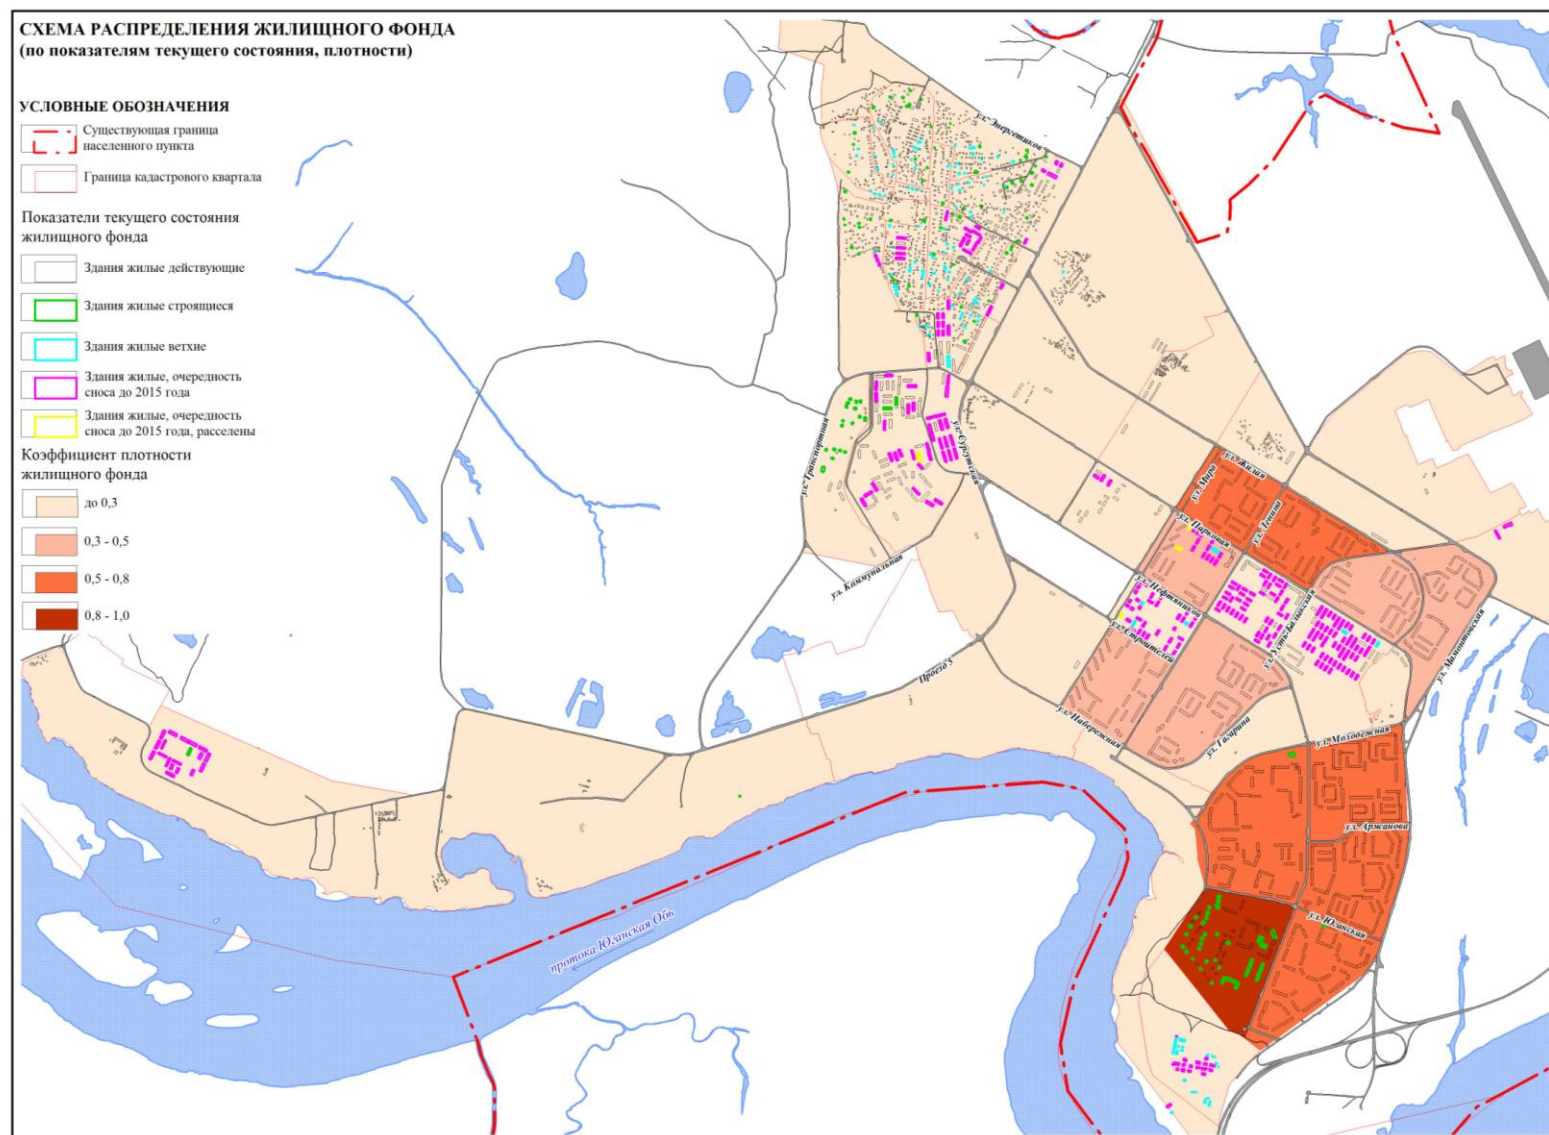 СХЕМА РАСПРЕДЕЛЕНИЯ ЖИЛИЩНОГО ФОНДА
(по показателям текущего состояния, плотности)
УСЛОВНЫЕ ОБОЗНАЧЕНИЯ
Существующая граница
населенного пункта
Граница кадастрового квартала
Показатели текущего состояния
жилищного фонда
Здания жилые действующие
Здания жилые строящиеся
Здания жилые ветхие
Здания жилые, очередность
сноса до 2015 года
Здания жилые, очередность
сноса до 2015 года, расселены
Коэффициент плотности
жилищного фонда
до 0,3
0,3 - 0,5
0,5 - 0,8
0,8 - 1,0
ул. Энергетиков
ул. Транспортная
ул. Сургутская
ул. Коммунальная
ул. Мира
ул. Жилая
ул. Ленина
ул. Парковая
ул. Нефтяников
ул. Строителей
ул. Усть-Балыкская
ул. Мамонтовская
Проезд 5
ул. Набережная
ул. Гагарина
ул. Молодежная
ул. Аржанова
ул. Юганская
протока Юганская Обь